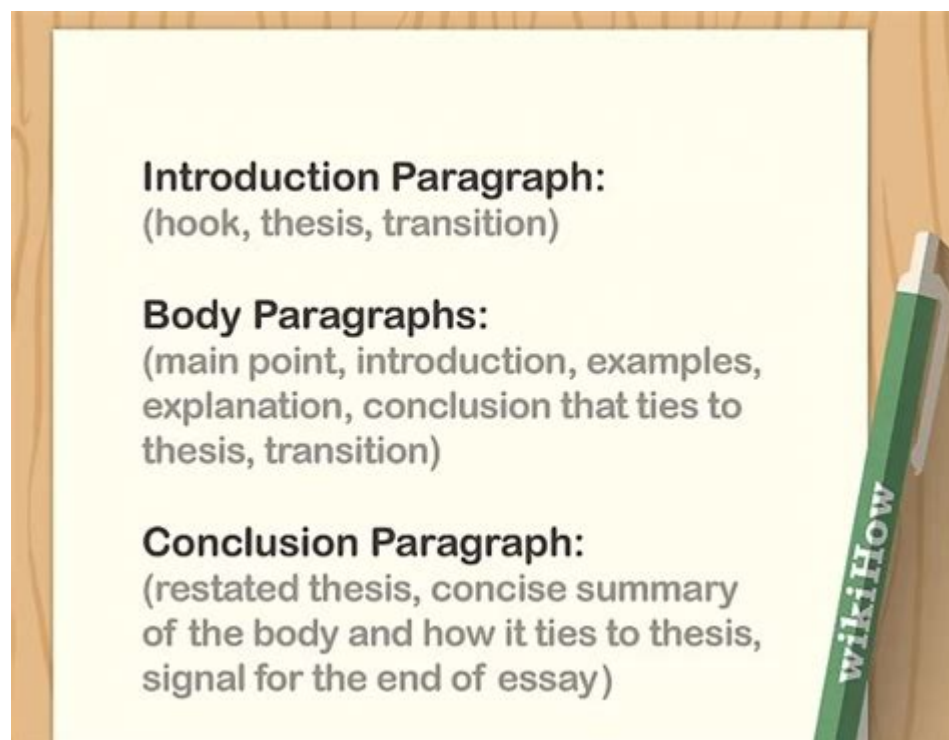 Introduction Paragraph:
(hook, thesis, transition)
Body Paragraphs:
(main point, introduction, examples,
explanation, conclusion that ties to
thesis, transition)
Conclusion Paragraph:
(restated thesis, concise summary
of the body and how it ties to thesis,
signal for the end of essay)
wikiHow